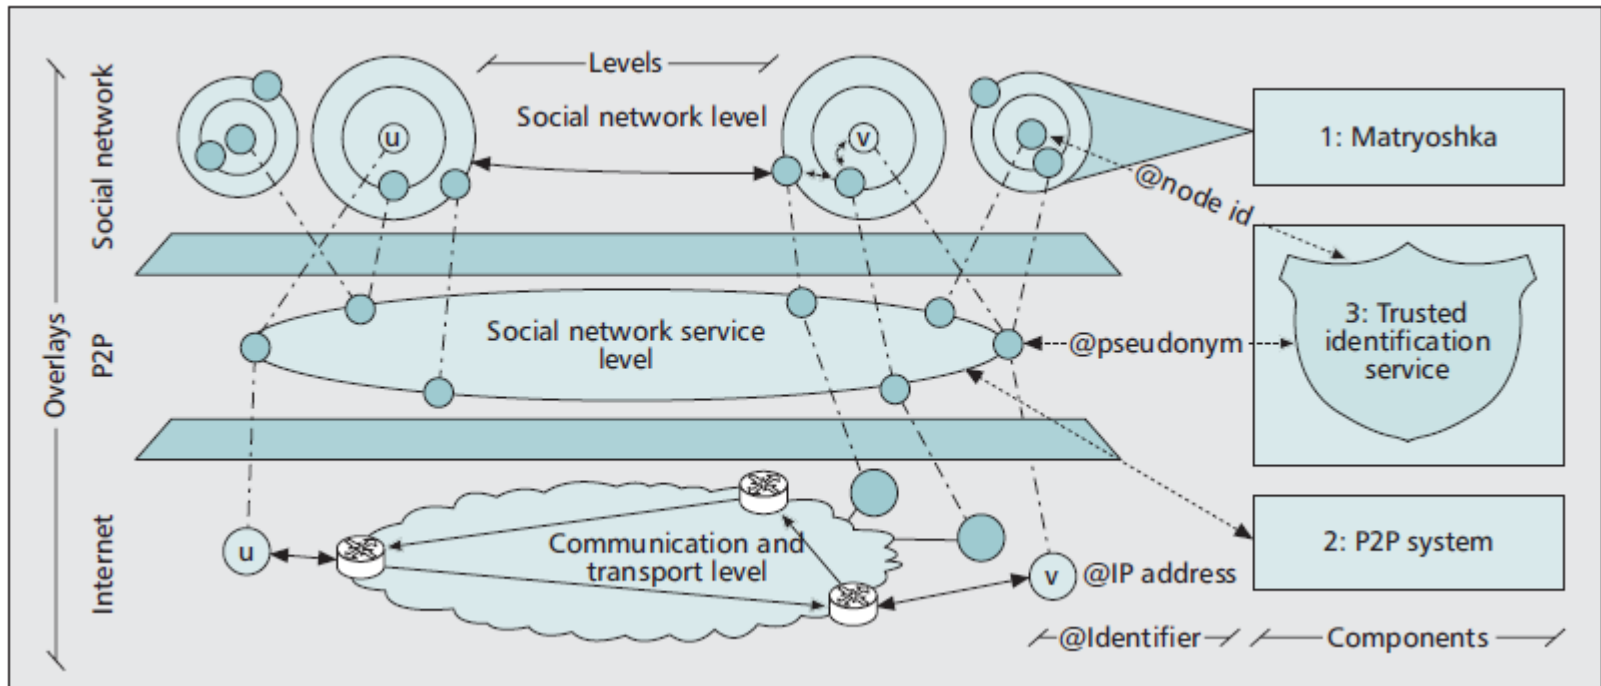 Levels
Social network level
u
v
1: Matryoshka
@node id
Social network
Overlays
P2P
Social network service
level
@pseudonym
3: Trusted
identification
service
Internet
u
Communication and
transport level
v
@IP address
2: P2P system
@Identifier
Components